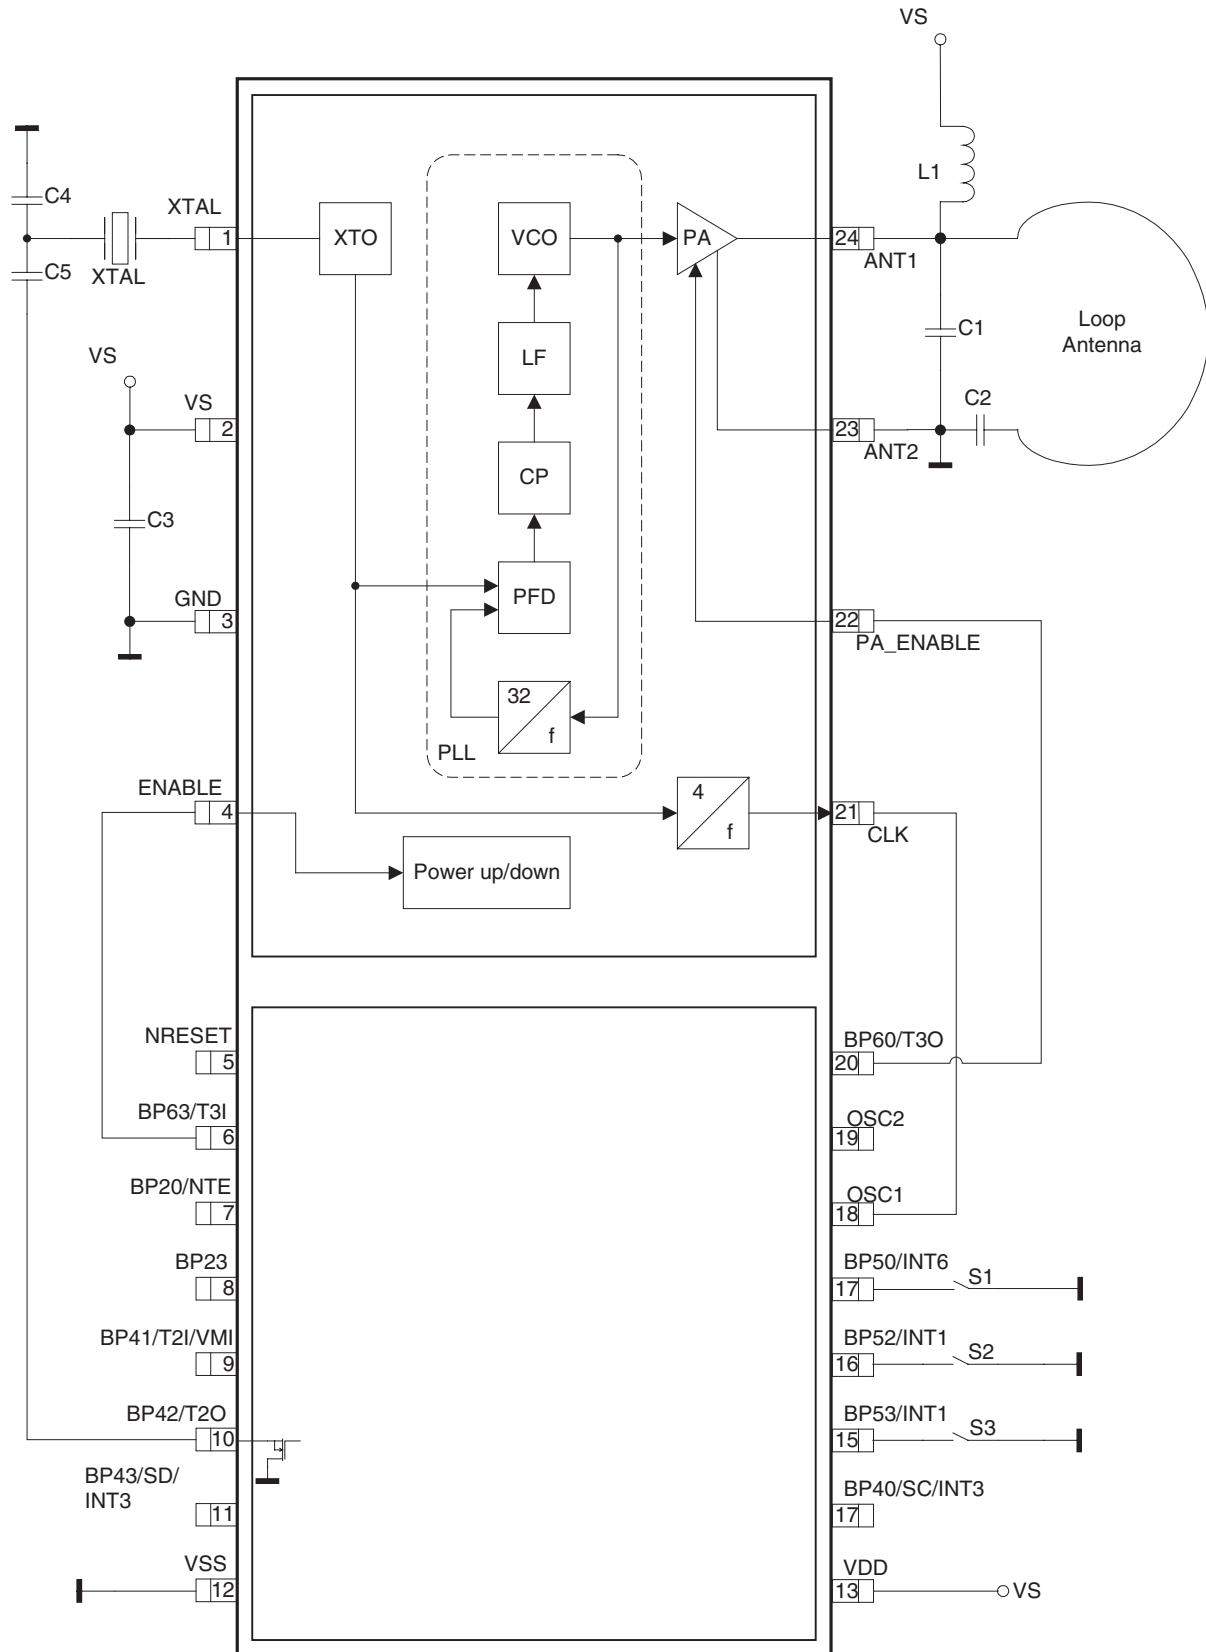 VS
L1
C4
XTAL
1
XTO
VCO
PA
24
ANT1
C5
XTAL
C1
Loop
Antenna
LF
VS
VS
2
C2
23
ANT2
CP
C3
GND
3
PFD
22
PA_ENABLE
32
f
PLL
ENABLE
4
4
f
21
CLK
Power up/down
NRESET
5
BP60/T3O
20
BP63/T3I
6
OSC2
19
BP20/NTE
7
OSC1
18
BP23
8
BP50/INT6
17
S1
BP41/T2I/VMI
9
BP52/INT1
16
S2
BP42/T2O
10
BP53/INT1
15
S3
BP43/SD/
INT3
11
BP40/SC/INT3
17
VSS
12
VDD
13
VS